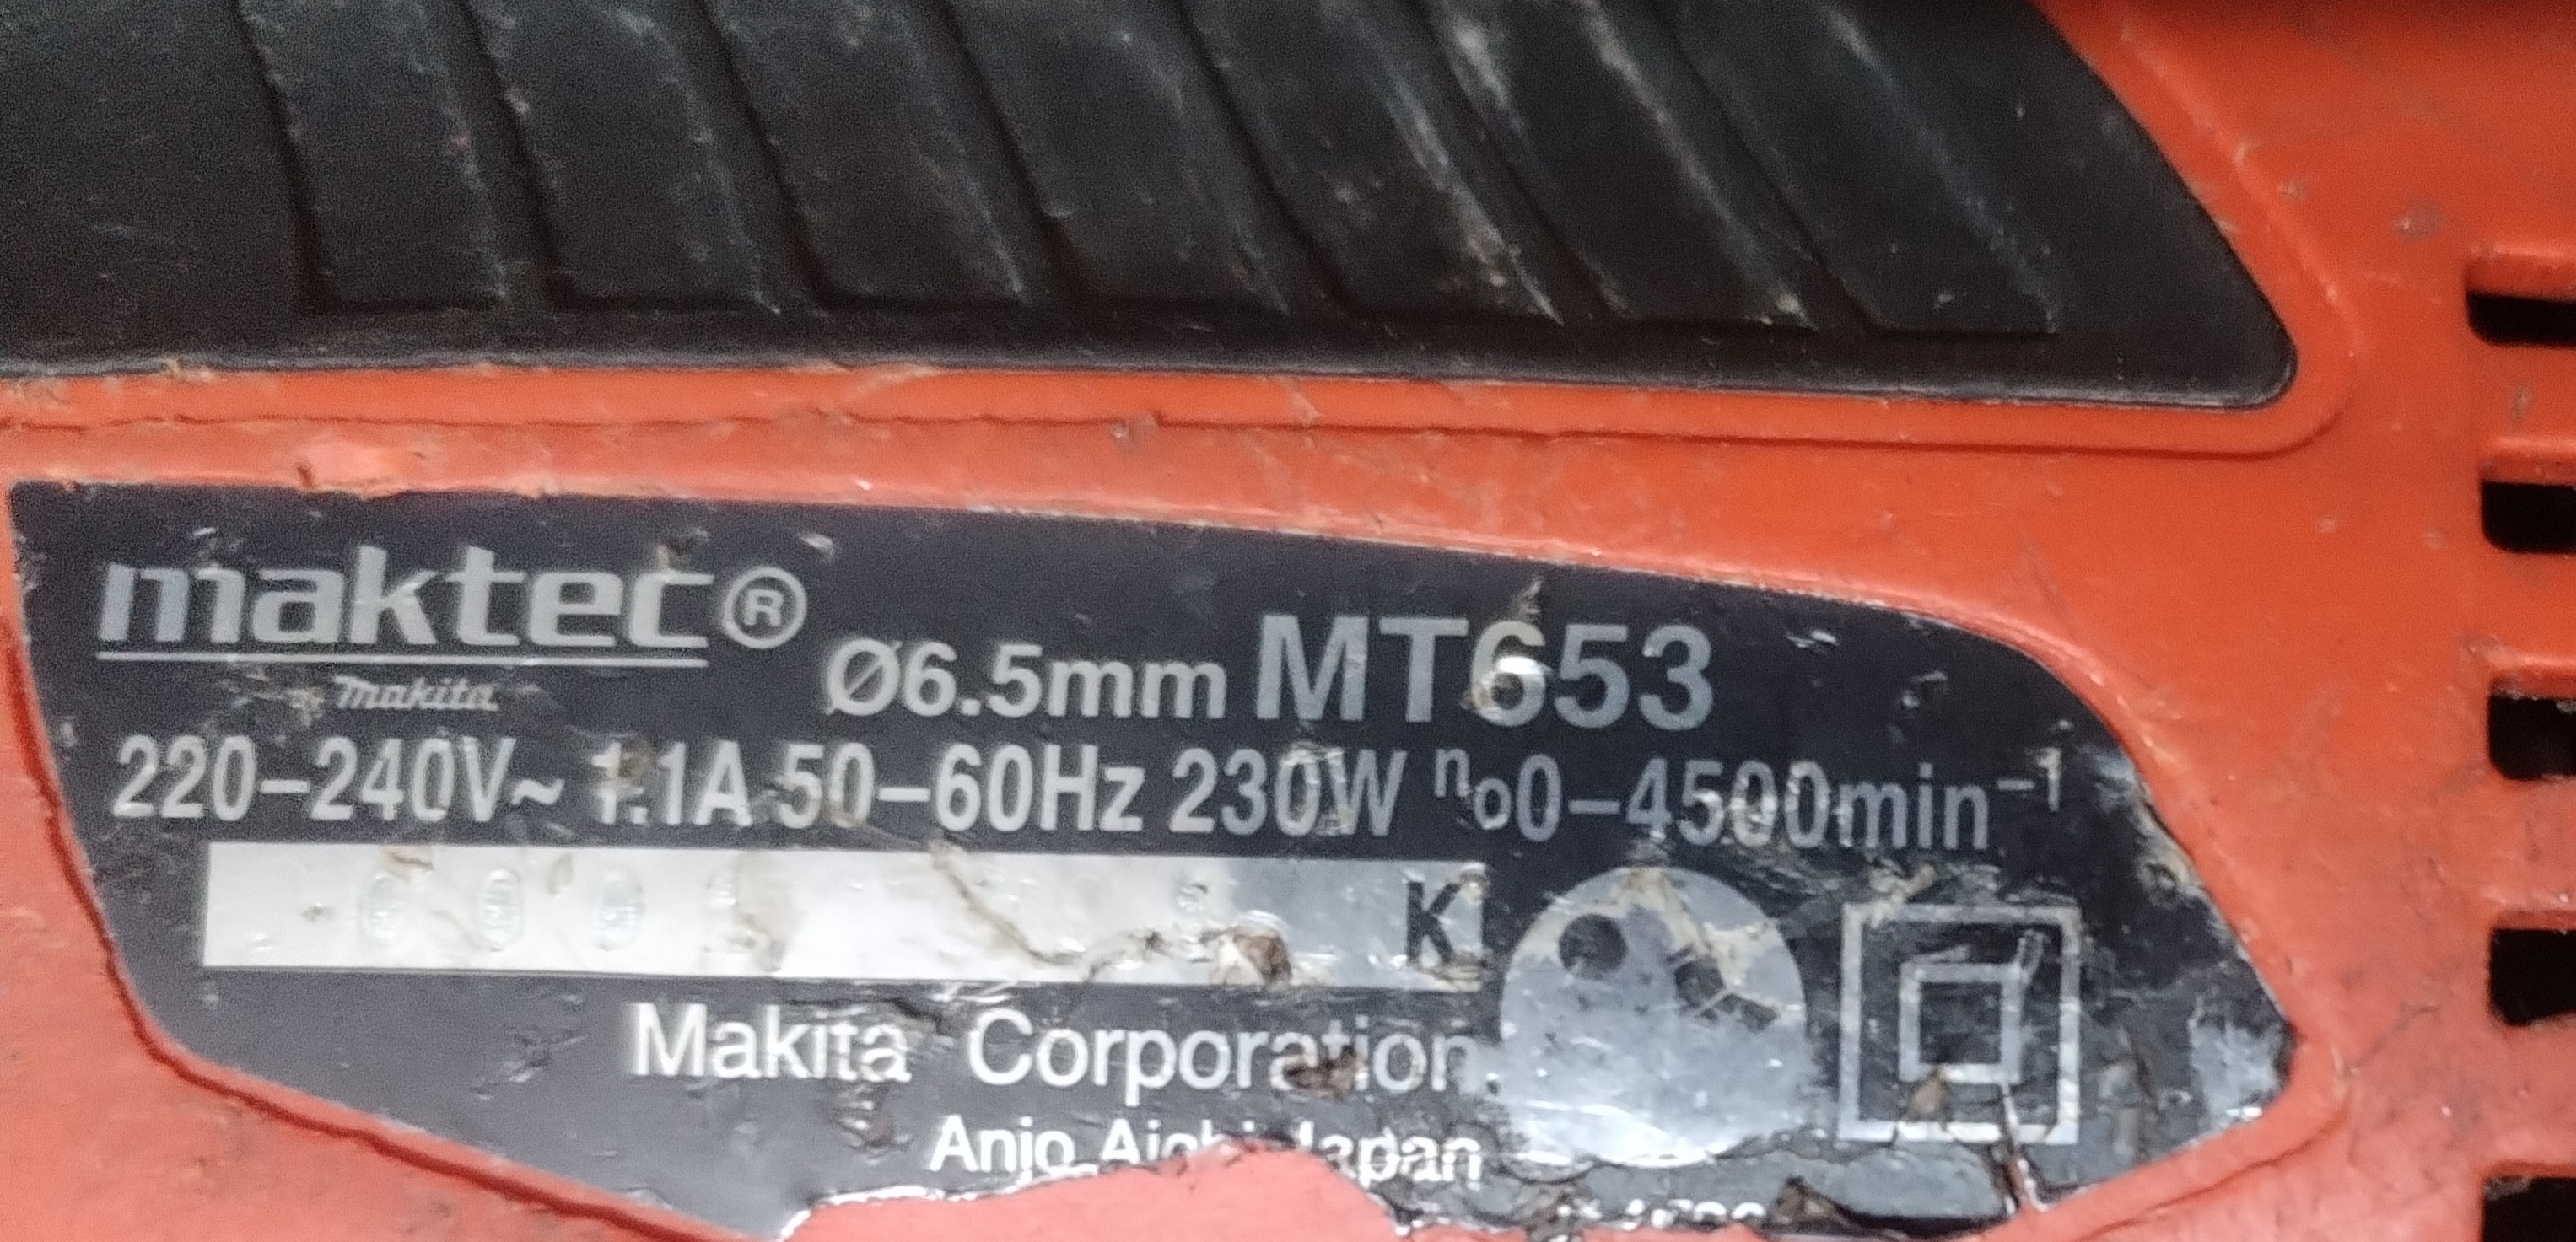 maktec®
makita
Ø6.5mm MT653
220–240V~ 1.1A 50–60Hz 230W n₀0–4500min⁻¹
K
Makita Corporation
Anjo Aichi Japan